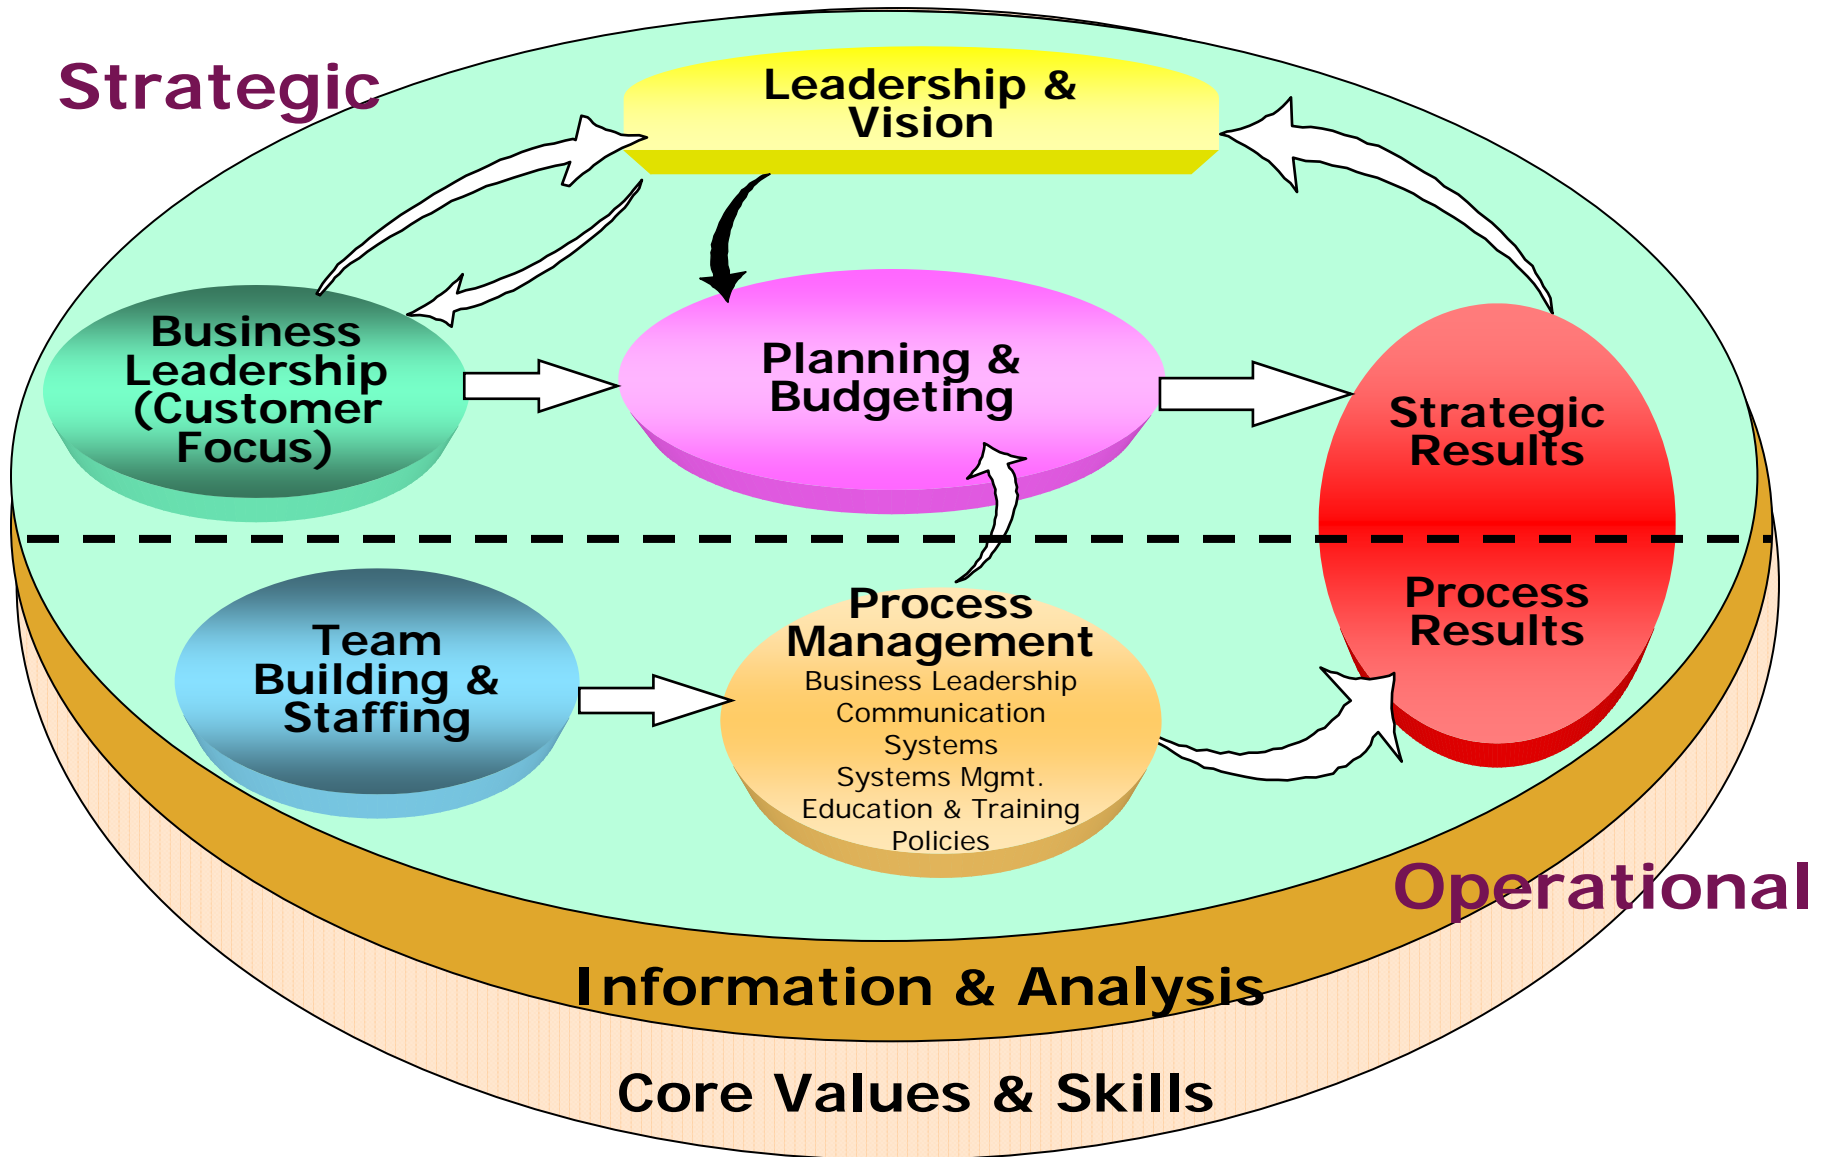 Strategic
Leadership &
Vision
Business
Leadership
(Customer
Focus)
Planning &
Budgeting
Strategic
Results
Process
Results
Team
Building &
Staffing
Process
Management
Business Leadership
Communication
Systems
Systems Mgmt.
Education & Training
Policies
Operational
Information & Analysis
Core Values & Skills